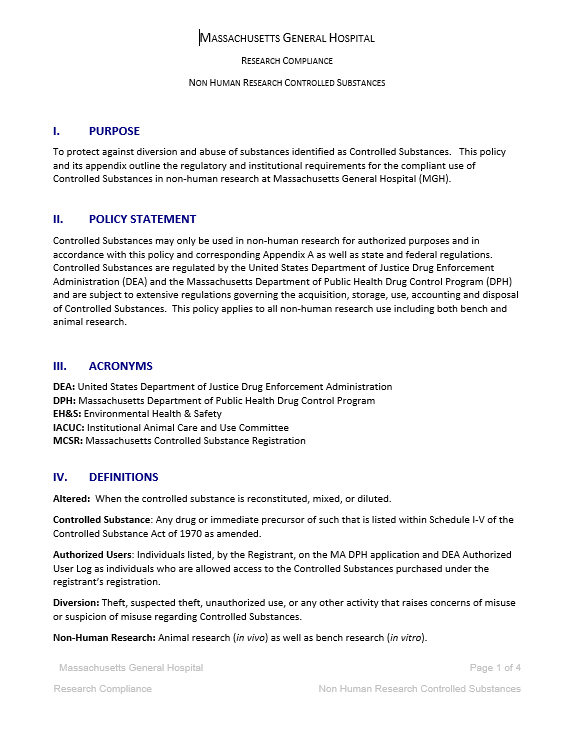 MASSACHUSETTS GENERAL HOSPITAL
RESEARCH COMPLIANCE
NON HUMAN RESEARCH CONTROLLED SUBSTANCES
I. PURPOSE
To protect against diversion and abuse of substances identified as Controlled Substances. This policy
and its appendix outline the regulatory and institutional requirements for the compliant use of
Controlled Substances in non-human research at Massachusetts General Hospital (MGH).
II. POLICY STATEMENT
Controlled Substances may only be used in non-human research for authorized purposes and in
accordance with this policy and corresponding Appendix A as well as state and federal regulations.
Controlled Substances are regulated by the United States Department of Justice Drug Enforcement
Administration (DEA) and the Massachusetts Department of Public Health Drug Control Program (DPH)
and are subject to extensive regulations governing the acquisition, storage, use, accounting and disposal
of Controlled Substances. This policy applies to all non-human research use including both bench and
animal research.
III. ACRONYMS
DEA: United States Department of Justice Drug Enforcement Administration
DPH: Massachusetts Department of Public Health Drug Control Program
EH&S: Environmental Health & Safety
IACUC: Institutional Animal Care and Use Committee
MCSR: Massachusetts Controlled Substance Registration
IV. DEFINITIONS
Altered: When the controlled substance is reconstituted, mixed, or diluted.
Controlled Substance: Any drug or immediate precursor of such that is listed within Schedule I-V of the
Controlled Substance Act of 1970 as amended.
Authorized Users: Individuals listed, by the Registrant, on the MA DPH application and DEA Authorized
User Log as individuals who are allowed access to the Controlled Substances purchased under the
registrant's registration.
Diversion: Theft, suspected theft, unauthorized use, or any other activity that raises concerns of misuse
or suspicion of misuse regarding Controlled Substances.
Non-Human Research: Animal research (in vivo) as well as bench research (in vitro).
Massachusetts General Hospital Page 1 of 4
Research Compliance Non Human Research Controlled Substances